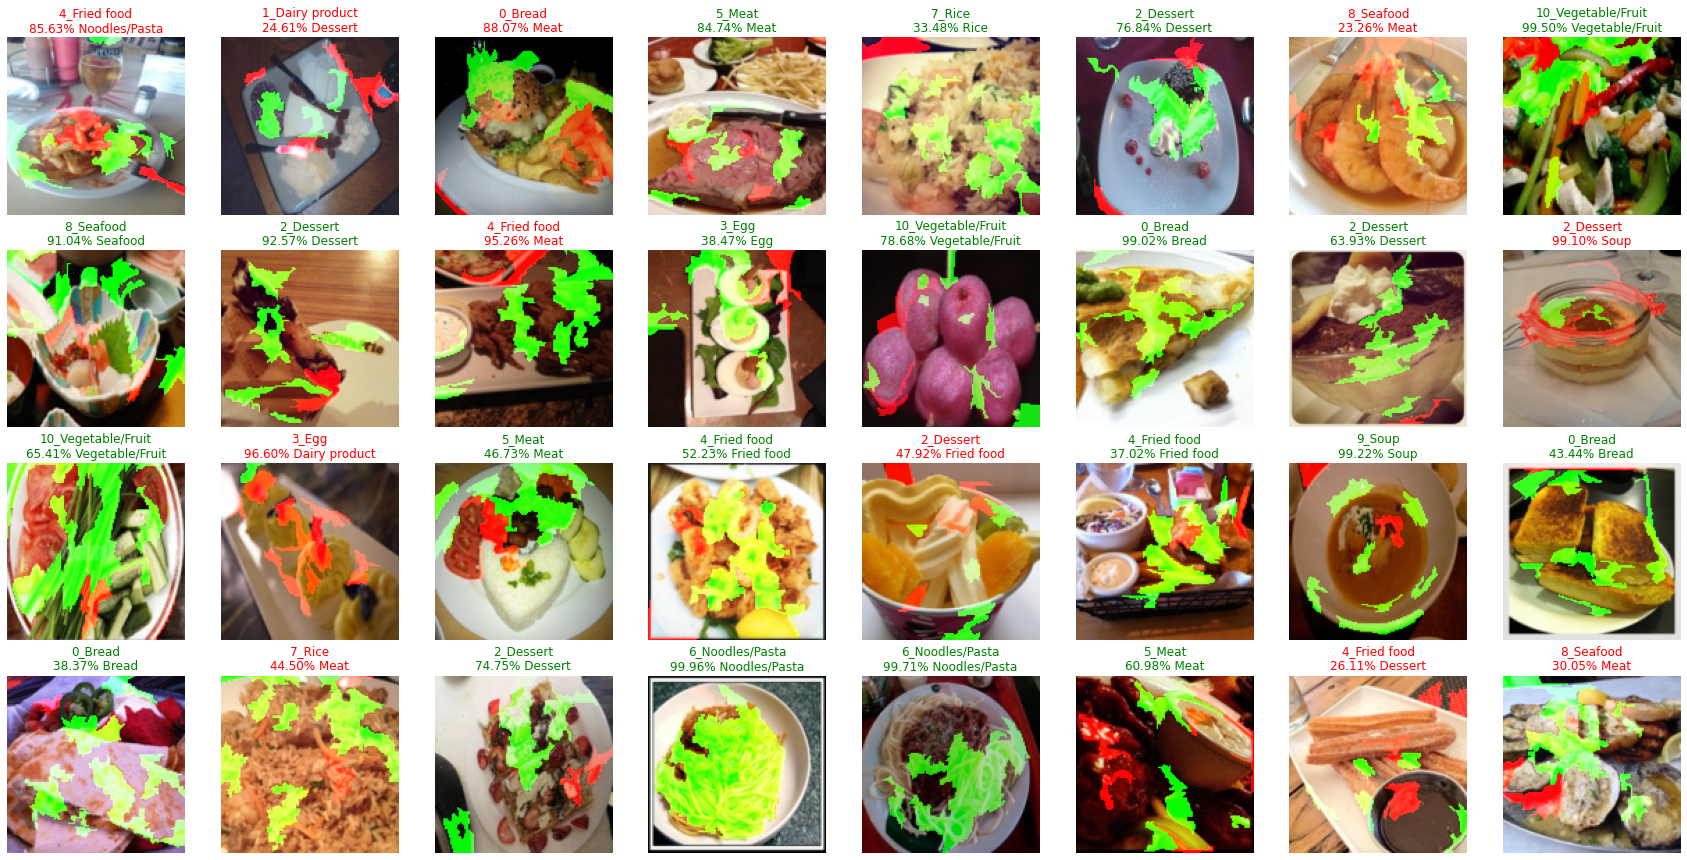 4_Fried food
85.63% Noodles/Pasta
1_Dairy product
24.61% Dessert
0_Bread
88.07% Meat
5_Meat
84.74% Meat
7_Rice
33.48% Rice
2_Dessert
76.84% Dessert
8_Seafood
23.26% Meat
10_Vegetable/Fruit
99.50% Vegetable/Fruit
8_Seafood
91.04% Seafood
2_Dessert
92.57% Dessert
4_Fried food
95.26% Meat
3_Egg
38.47% Egg
10_Vegetable/Fruit
78.68% Vegetable/Fruit
0_Bread
99.02% Bread
2_Dessert
63.93% Dessert
2_Dessert
99.10% Soup
10_Vegetable/Fruit
65.41% Vegetable/Fruit
3_Egg
96.60% Dairy product
5_Meat
46.73% Meat
4_Fried food
52.23% Fried food
2_Dessert
47.92% Fried food
4_Fried food
37.02% Fried food
9_Soup
99.22% Soup
0_Bread
43.44% Bread
0_Bread
38.37% Bread
7_Rice
44.50% Meat
2_Dessert
74.75% Dessert
6_Noodles/Pasta
99.96% Noodles/Pasta
6_Noodles/Pasta
99.71% Noodles/Pasta
5_Meat
60.98% Meat
4_Fried food
26.11% Dessert
8_Seafood
30.05% Meat